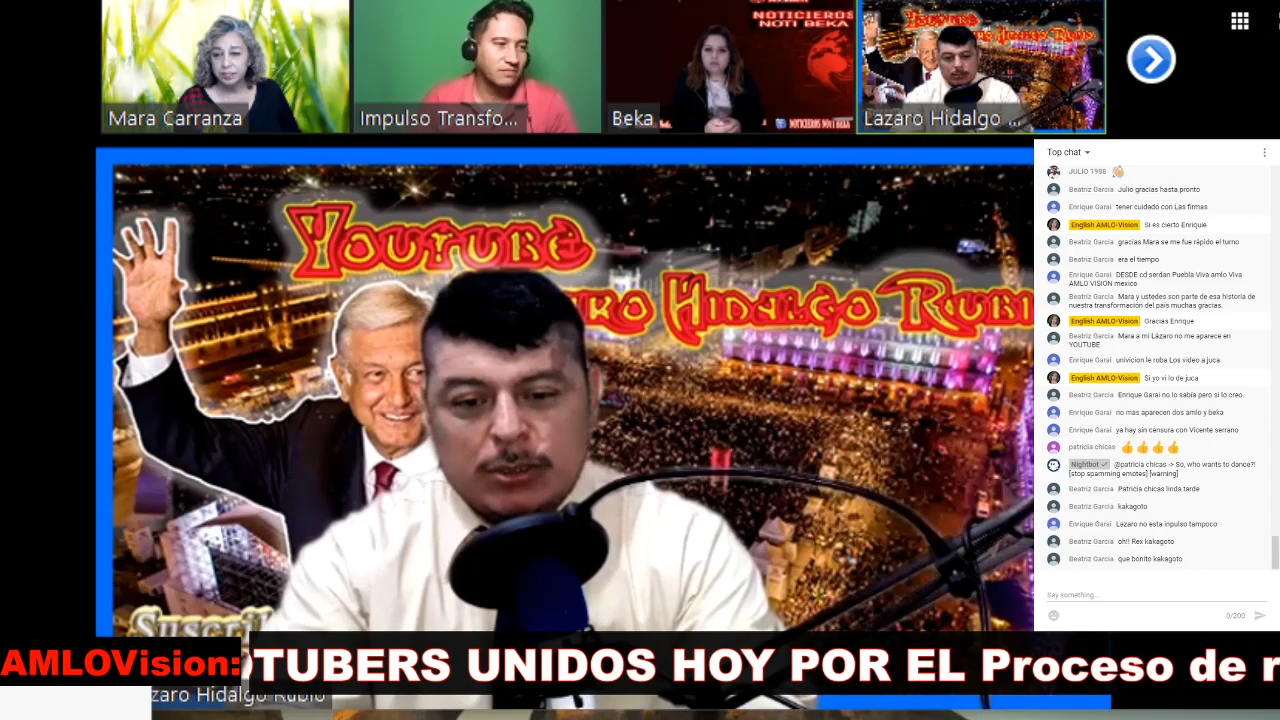 NOTICIEROS
NOTI BEKA
YOUTUBE
HIDALGO RUBIO
Mara Carranza
Impulso Transfo...
Beka
NOTICIEROS NOTI BEKA
Lazaro Hidalgo ...
YOUTUBE
RO HIDALGO RUBI
Top chat
JULIO 1988
Beatriz Garcia Julio gracias hasta pronto
Enrique Garai tener cuidado con Las firmas
English AMLO-Vision Si es cierto Enrique
Beatriz Garcia gracias Mara se me fue rápido el turno
Beatriz Garcia era el tiempo
Enrique Garai DESDE cd serdan Puebla Viva amlo Viva
AMLO VISION mexico
Beatriz Garcia Mara y ustedes son parte de esa historia de
nuestra transformación del país muchas gracias.
English AMLO-Vision Gracias Enrique
Beatriz Garcia Mara a mi Lázaro no me aparece en
YOUTUBE
Enrique Garai univicion le roba Los video a juca
English AMLO-Vision Si yo vi lo de juca
Beatriz Garcia Enrique Garai no lo sabía pero si lo creo.
Enrique Garai no mas aparecen dos amlo y beka
Enrique Garai ya hay sin censura con Vicente serrano
patricia chicas 👍👍👍👍
Nightbot @patricia chicas -> So, who wants to dance?!
[stop spamming emotes] [warning]
Beatriz Garcia Patricia chicas linda tarde
Beatriz Garcia kakagoto
Enrique Garai Lazaro no esta inpulso tampoco
Beatriz Garcia oh!! Rex kakagoto
Beatriz Garcia que bonito kakagoto
Say something...
0/200
Suscri
AMLOVision: TUBERS UNIDOS HOY POR EL Proceso de r
zaro Hidalgo Rubio